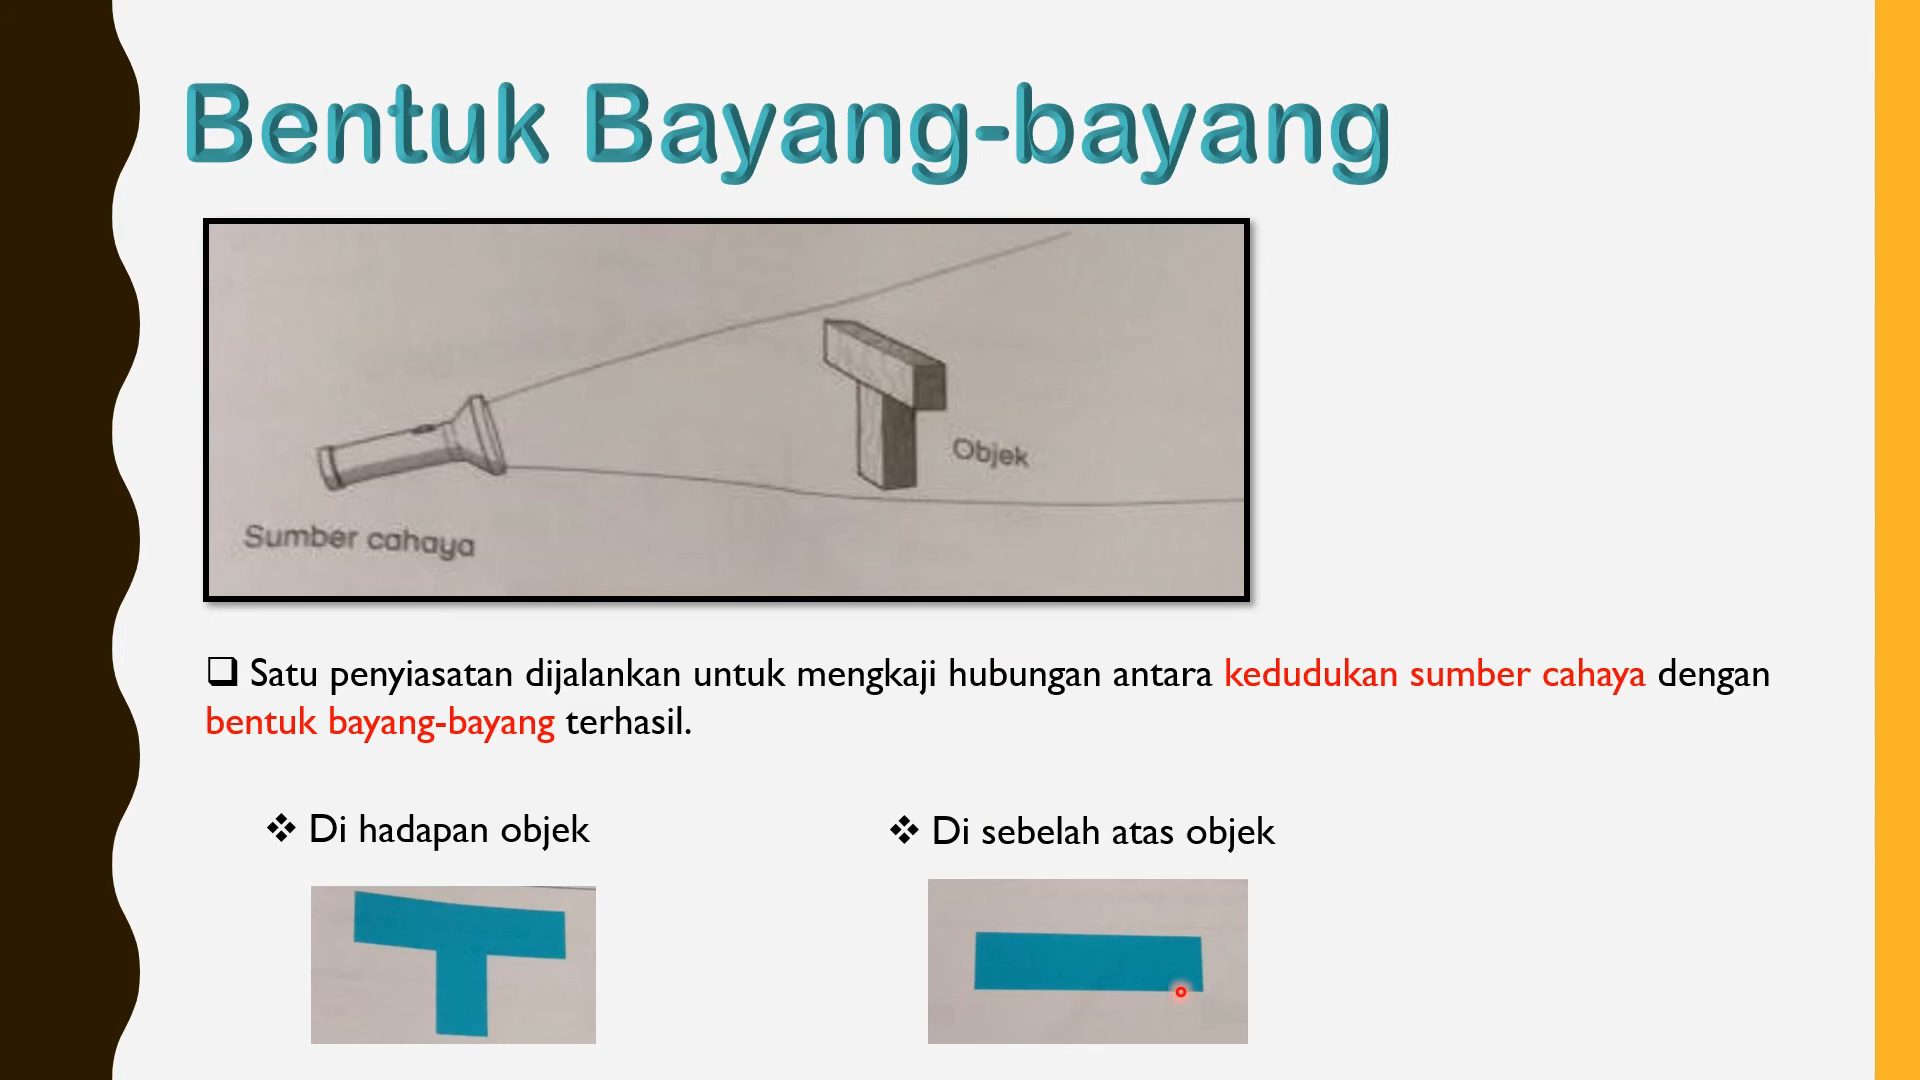 Bentuk Bayang-bayang
Objek
Sumber cahaya
Satu penyiasatan dijalankan untuk mengkaji hubungan antara kedudukan sumber cahaya dengan
bentuk bayang-bayang terhasil.
Di hadapan objek
Di sebelah atas objek